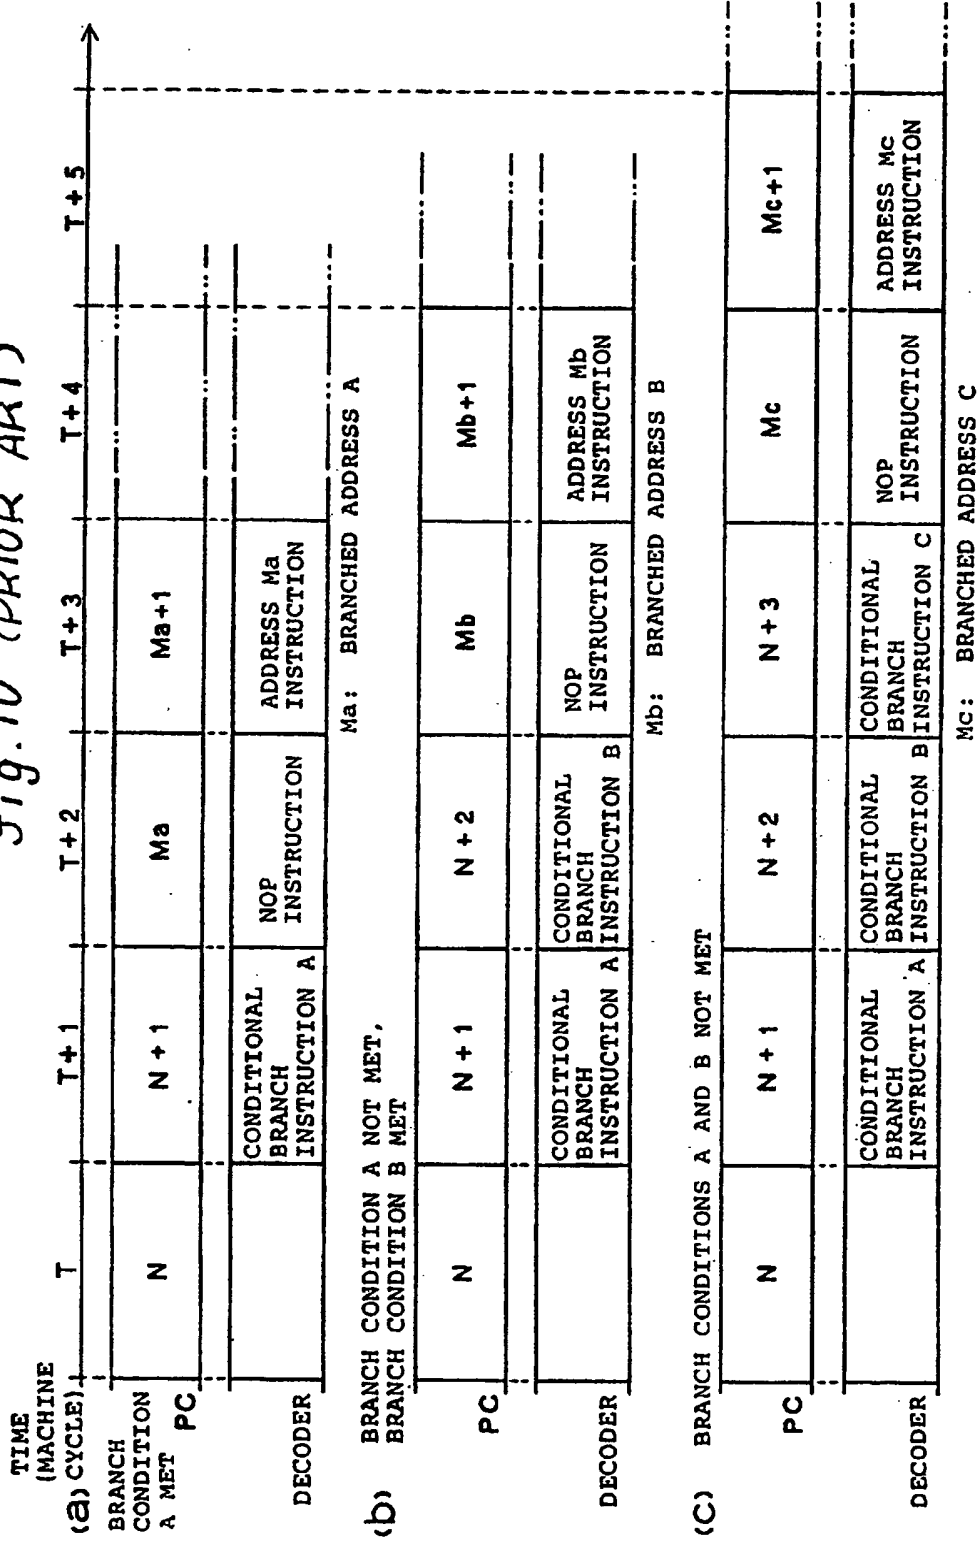 Fig. 10 (PRIOR ART)
TIME
(MACHINE
CYCLE)
T
T+1
T+2
T+3
T+4
T+5
(a)
BRANCH
CONDITION
A MET
PC
N
N+1
Ma
Ma+1
DECODER
CONDITIONAL
BRANCH
INSTRUCTION A
NOP
INSTRUCTION
ADDRESS Ma
INSTRUCTION
Ma: BRANCHED ADDRESS A
(b)
BRANCH CONDITION A NOT MET,
BRANCH CONDITION B MET
PC
N
N+1
N+2
Mb
Mb+1
DECODER
CONDITIONAL
BRANCH
INSTRUCTION A
CONDITIONAL
BRANCH
INSTRUCTION B
NOP
INSTRUCTION
ADDRESS Mb
INSTRUCTION
Mb: BRANCHED ADDRESS B
(c)
BRANCH CONDITIONS A AND B NOT MET
PC
N
N+1
N+2
N+3
Mc
Mc+1
DECODER
CONDITIONAL
BRANCH
INSTRUCTION A
CONDITIONAL
BRANCH
INSTRUCTION B
CONDITIONAL
BRANCH
INSTRUCTION C
NOP
INSTRUCTION
ADDRESS Mc
INSTRUCTION
Mc: BRANCHED ADDRESS C